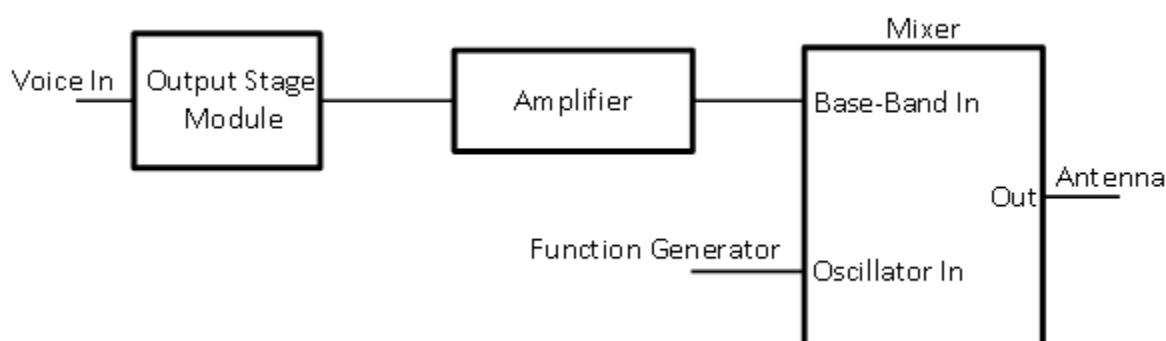 Mixer
Voice In
Output Stage
Module
Amplifier
Base-Band In
Antenna
Out
Function Generator
Oscillator In